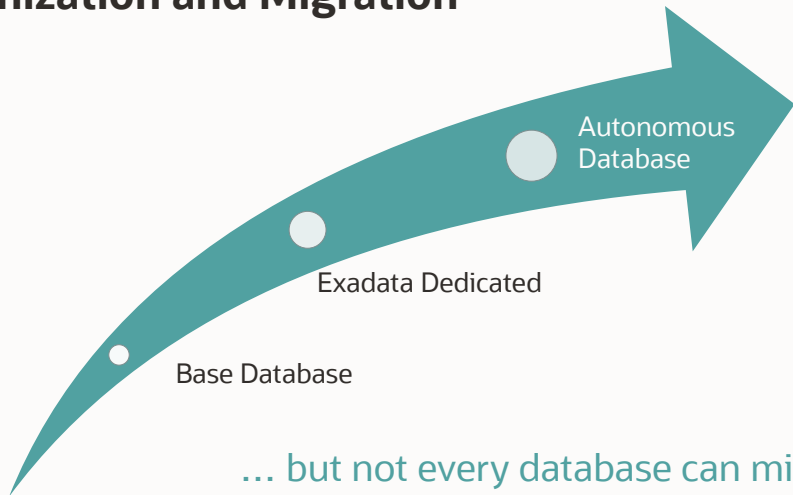 and Migration
Autonomous
Database
Exadata Dedicated
Base Database
... but not every database can